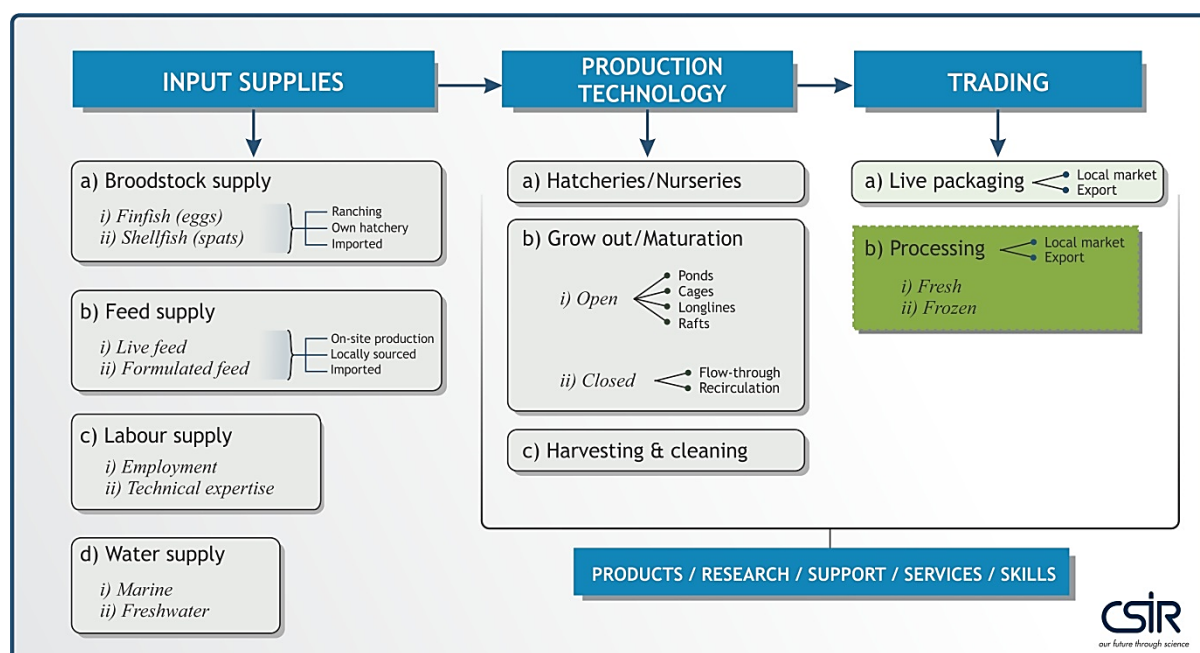 INPUT SUPPLIES
a) Broodstock supply
i) Finfish (eggs)
ii) Shellfish (spats)
Ranching
Own hatchery
Imported
b) Feed supply
i) Live feed
ii) Formulated feed
On-site production
Locally sourced
Imported
c) Labour supply
i) Employment
ii) Technical expertise
d) Water supply
i) Marine
ii) Freshwater
PRODUCTION
TECHNOLOGY
a) Hatcheries/Nurseries
b) Grow out/Maturation
i) Open
Ponds
Cages
Longlines
Rafts
ii) Closed
Flow-through
Recirculation
c) Harvesting & cleaning
TRADING
a) Live packaging
Local market
Export
b) Processing
Local market
Export
i) Fresh
ii) Frozen
PRODUCTS / RESEARCH / SUPPORT / SERVICES / SKILLS
CSIR
our future through science